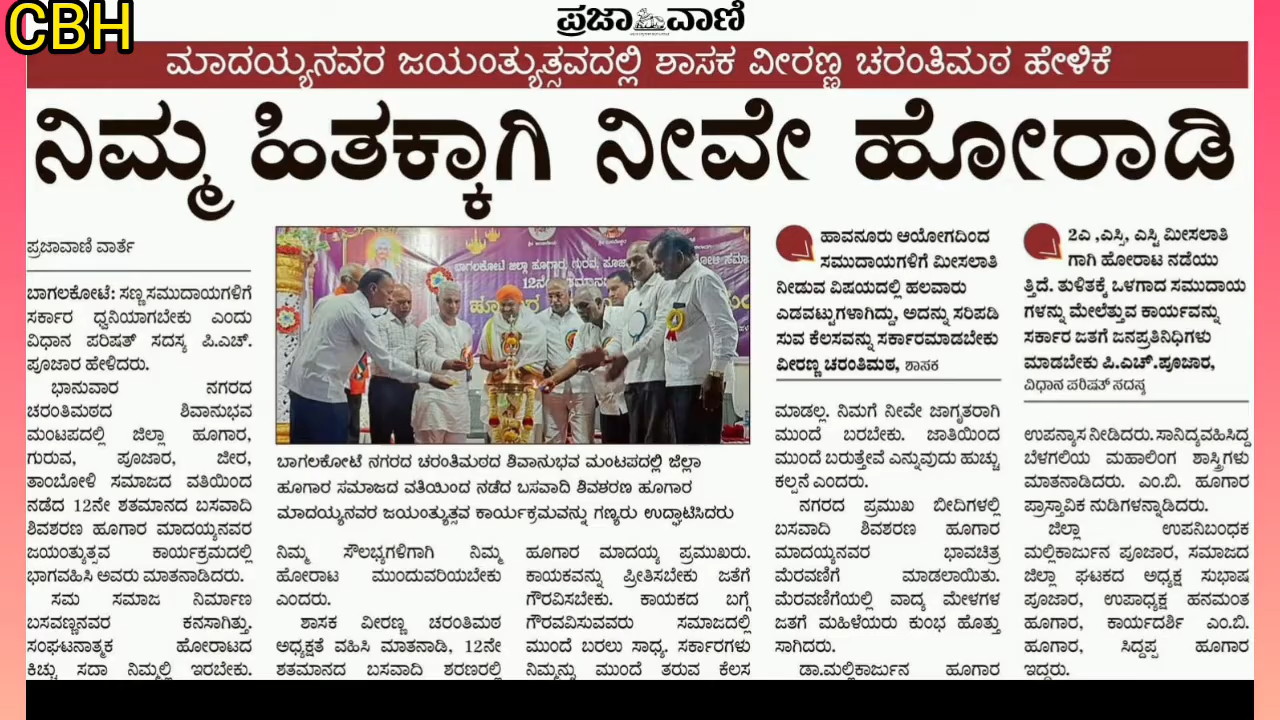 CBH
ಪ್ರಜಾವಾಣಿ
ಮಾದಯ್ಯನವರ ಜಯಂತ್ಯುತ್ಸವದಲ್ಲಿ ಶಾಸಕ ವೀರಣ್ಣ ಚರಂತಿಮಠ ಹೇಳಿಕೆ
ನಿಮ್ಮ ಹಿತಕ್ಕಾಗಿ ನೀವೇ ಹೋರಾಡಿ
ಪ್ರಜಾವಾಣಿ ವಾರ್ತೆ
ಬಾಗಲಕೋಟೆ: ಸಣ್ಣ ಸಮುದಾಯಗಳಿಗೆ
ಸರ್ಕಾರ ಧ್ವನಿಯಾಗಬೇಕು ಎಂದು
ವಿಧಾನ ಪರಿಷತ್ ಸದಸ್ಯ ಪಿ.ಎಚ್.
ಪೂಜಾರ ಹೇಳಿದರು.
ಭಾನುವಾರ ನಗರದ
ಚರಂತಿಮಠದ ಶಿವಾನುಭವ
ಮಂಟಪದಲ್ಲಿ ಜಿಲ್ಲಾ ಹೂಗಾರ,
ಗುರುವ, ಪೂಜಾರ, ಜೀರ,
ತಾಂಬೋಳಿ ಸಮಾಜದ ವತಿಯಿಂದ
ನಡೆದ 12ನೇ ಶತಮಾನದ ಬಸವಾದಿ
ಶಿವಶರಣ ಹೂಗಾರ ಮಾದಯ್ಯನವರ
ಜಯಂತ್ಯುತ್ಸವ ಕಾರ್ಯಕ್ರಮದಲ್ಲಿ
ಭಾಗವಹಿಸಿ ಅವರು ಮಾತನಾಡಿದರು.
ಸಮ ಸಮಾಜ ನಿರ್ಮಾಣ
ಬಸವಣ್ಣನವರ ಕನಸಾಗಿತ್ತು.
ಸಂಘಟನಾತ್ಮಕ ಹೋರಾಟದ
ಕಿಚ್ಚು ಸದಾ ನಿಮ್ಮಲ್ಲಿ ಇರಬೇಕು.
ಬಾಗಲಕೋಟೆ ಜಿಲ್ಲಾ ಹೂಗಾರ, ಗುರವ,
12ನೇ ಶತಮಾನದ
ಬಾಗಲಕೋಟೆ ನಗರದ ಚರಂತಿಮಠದ ಶಿವಾನುಭವ ಮಂಟಪದಲ್ಲಿ ಜಿಲ್ಲಾ
ಹೂಗಾರ ಸಮಾಜದ ವತಿಯಿಂದ ನಡೆದ ಬಸವಾದಿ ಶಿವಶರಣ ಹೂಗಾರ
ಮಾದಯ್ಯನವರ ಜಯಂತ್ಯುತ್ಸವ ಕಾರ್ಯಕ್ರಮವನ್ನು ಗಣ್ಯರು ಉದ್ಘಾಟಿಸಿದರು
ನಿಮ್ಮ ಸೌಲಭ್ಯಗಳಿಗಾಗಿ ನಿಮ್ಮ
ಹೋರಾಟ ಮುಂದುವರಿಯಬೇಕು
ಎಂದರು.
ಶಾಸಕ ವೀರಣ್ಣ ಚರಂತಿಮಠ
ಅಧ್ಯಕ್ಷತೆ ವಹಿಸಿ ಮಾತನಾಡಿ, 12ನೇ
ಶತಮಾನದ ಬಸವಾದಿ ಶರಣರಲ್ಲಿ
ಹೂಗಾರ ಮಾದಯ್ಯ ಪ್ರಮುಖರು.
ಕಾಯಕವನ್ನು ಪ್ರೀತಿಸಬೇಕು ಜತೆಗೆ
ಗೌರವಿಸಬೇಕು. ಕಾಯಕದ ಬಗ್ಗೆ
ಗೌರವವಿಸುವವರು ಸಮಾಜದಲ್ಲಿ
ಮುಂದೆ ಬರಲು ಸಾಧ್ಯ. ಸರ್ಕಾರಗಳು
ನಿಮ್ಮನ್ನು ಮುಂದೆ ತರುವ ಕೆಲಸ
ಹಾವನೂರು ಆಯೋಗದಿಂದ
ಸಮುದಾಯಗಳಿಗೆ ಮೀಸಲಾತಿ
ನೀಡುವ ವಿಷಯದಲ್ಲಿ ಹಲವಾರು
ಎಡವಟ್ಟುಗಳಾಗಿದ್ದು, ಅದನ್ನು ಸರಿಪಡಿ
ಸುವ ಕೆಲಸವನ್ನು ಸರ್ಕಾರಮಾಡಬೇಕು
ವೀರಣ್ಣ ಚರಂತಿಮಠ, ಶಾಸಕ
ಮಾಡಲ್ಲ. ನಿಮಗೆ ನೀವೇ ಜಾಗೃತರಾಗಿ
ಮುಂದೆ ಬರಬೇಕು. ಜಾತಿಯಿಂದ
ಮುಂದೆ ಬರುತ್ತೇವೆ ಎನ್ನುವುದು ಹುಚ್ಚು
ಕಲ್ಪನೆ ಎಂದರು.
ನಗರದ ಪ್ರಮುಖ ಬೀದಿಗಳಲ್ಲಿ
ಬಸವಾದಿ ಶಿವಶರಣ ಹೂಗಾರ
ಮಾದಯ್ಯನವರ ಭಾವಚಿತ್ರ
ಮೆರವಣಿಗೆ ಮಾಡಲಾಯಿತು.
ಮೆರವಣಿಗೆಯಲ್ಲಿ ವಾದ್ಯ ಮೇಳಗಳ
ಜತೆಗೆ ಮಹಿಳೆಯರು ಕುಂಭ ಹೊತ್ತು
ಸಾಗಿದರು.
ಡಾ.ಮಲ್ಲಿಕಾರ್ಜುನ ಹೂಗಾರ
2ಎ ,ಎಸ್ಸಿ, ಎಸ್ಟಿ ಮೀಸಲಾತಿ
ಗಾಗಿ ಹೋರಾಟ ನಡೆಯು
ತ್ತಿದೆ. ತುಳಿತಕ್ಕೆ ಒಳಗಾದ ಸಮುದಾಯ
ಗಳನ್ನು ಮೇಲೆತ್ತುವ ಕಾರ್ಯವನ್ನು
ಸರ್ಕಾರ ಜತಗೆ ಜನಪ್ರತಿನಿಧಿಗಳು
ಮಾಡಬೇಕು ಪಿ.ಎಚ್.ಪೂಜಾರ,
ವಿಧಾನ ಪರಿಷತ್ ಸದಸ್ಯ
ಉಪನ್ಯಾಸ ನೀಡಿದರು. ಸಾನಿದ್ಯವಹಿಸಿದ್ದ
ಬೆಳಗಲಿಯ ಮಹಾಲಿಂಗ ಶಾಸ್ತ್ರಿಗಳು
ಮಾತನಾಡಿದರು. ಎಂ.ಬಿ. ಹೂಗಾರ
ಪ್ರಾಸ್ತಾವಿಕ ನುಡಿಗಳನ್ನಾಡಿದರು.
ಜಿಲ್ಲಾ ಉಪನಿಬಂಧಕ
ಮಲ್ಲಿಕಾರ್ಜುನ ಪೂಜಾರ, ಸಮಾಜದ
ಜಿಲ್ಲಾ ಘಟಕದ ಅಧ್ಯಕ್ಷ ಸುಭಾಷ
ಪೂಜಾರ, ಉಪಾಧ್ಯಕ್ಷ ಹನಮಂತ
ಹೂಗಾರ, ಕಾರ್ಯದರ್ಶಿ ಎಂ.ಬಿ.
ಹೂಗಾರ, ಸಿದ್ದಪ್ಪ ಹೂಗಾರ
ಇದ್ದರು.